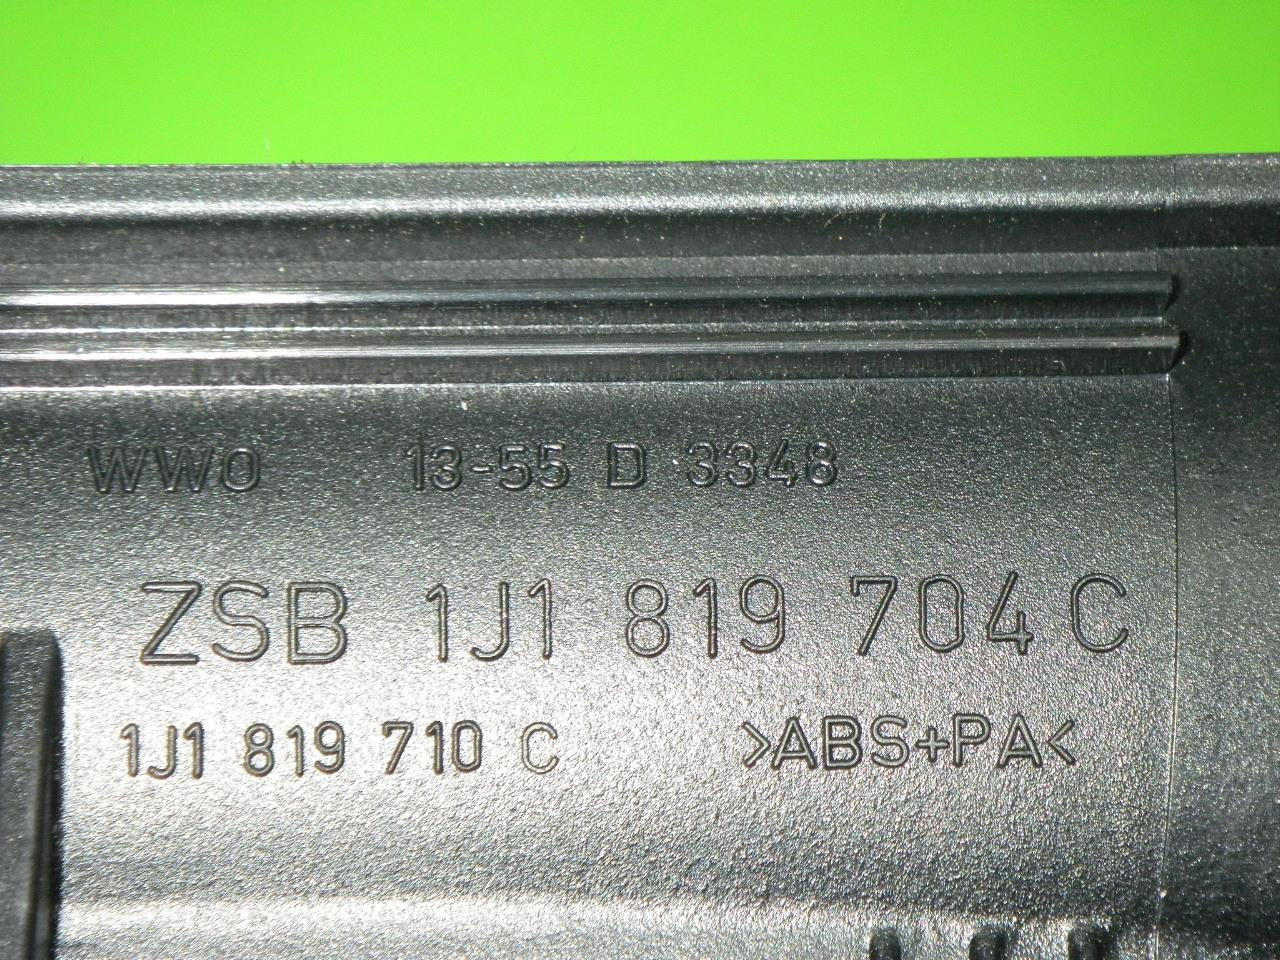 WWO 13-55 D 3348
ZSB 1J1 819 704 C
1J1 819 710 C >ABS+PA<